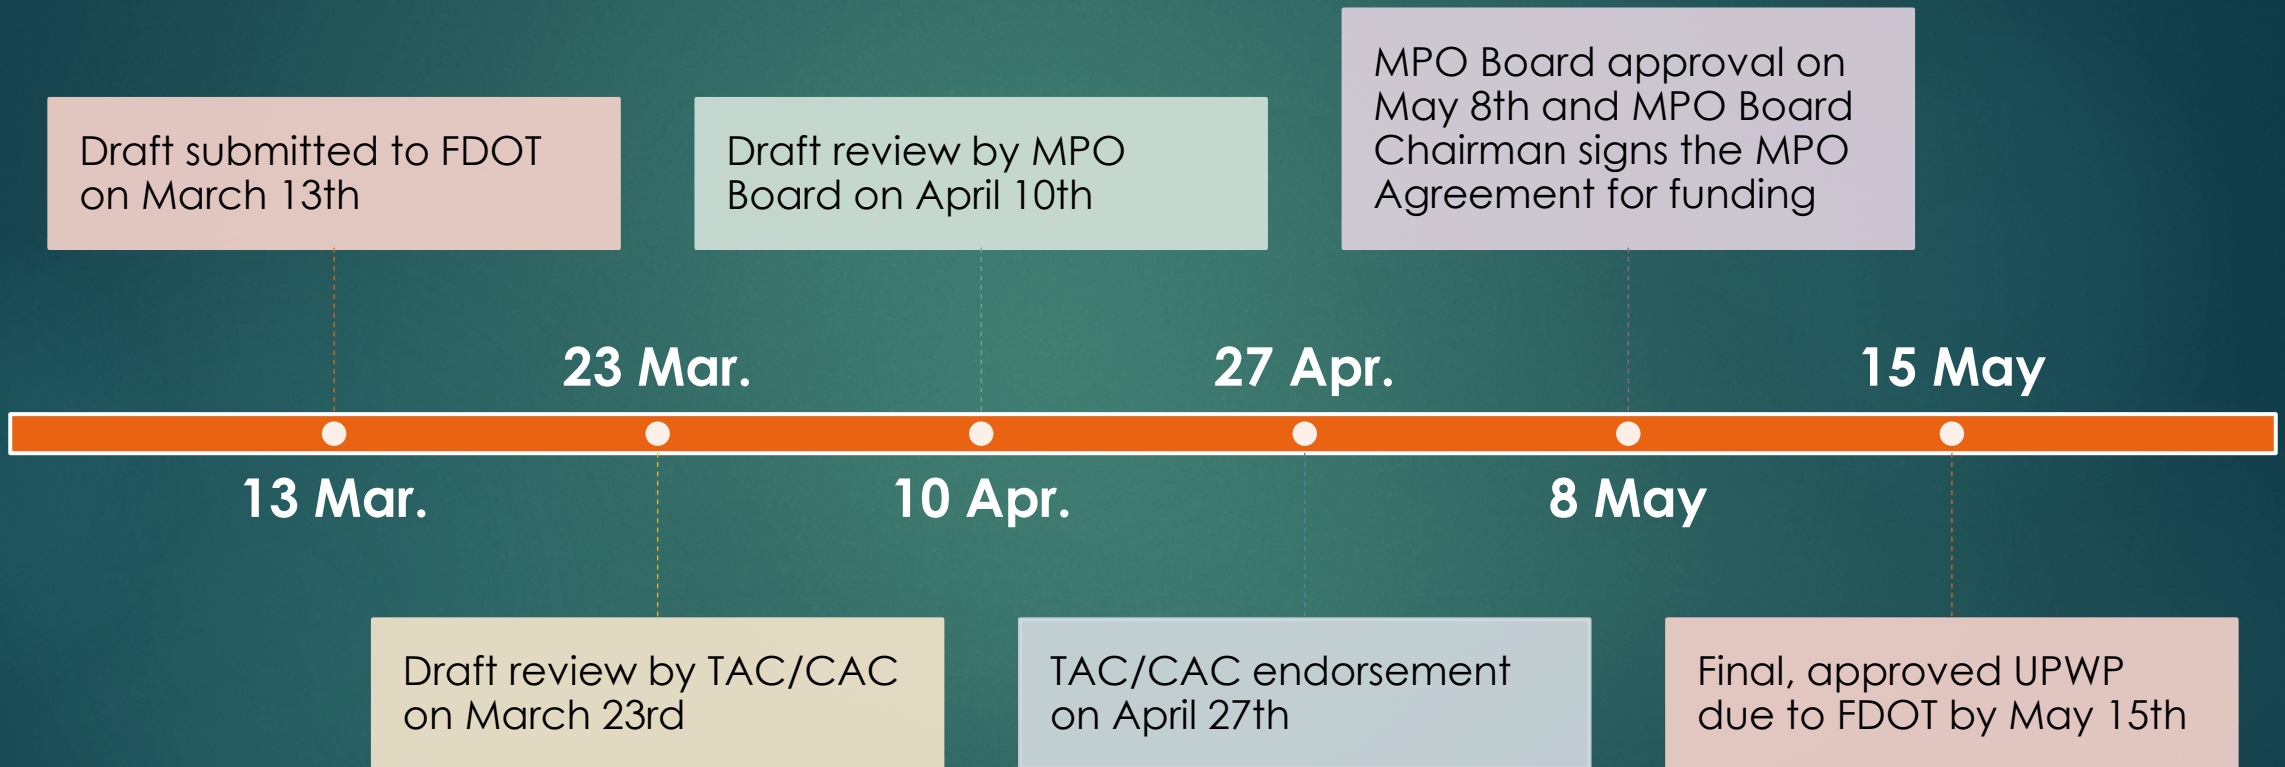 Draft submitted to FDOT
on March 13th
Draft review by MPO
Board on April 10th
MPO Board approval on
May 8th and MPO Board
Chairman signs the MPO
Agreement for funding
23 Mar.
27 Apr.
15 May
13 Mar.
10 Apr.
8 May
Draft review by TAC/CAC
on March 23rd
TAC/CAC endorsement
on April 27th
Final, approved UPWP
due to FDOT by May 15th